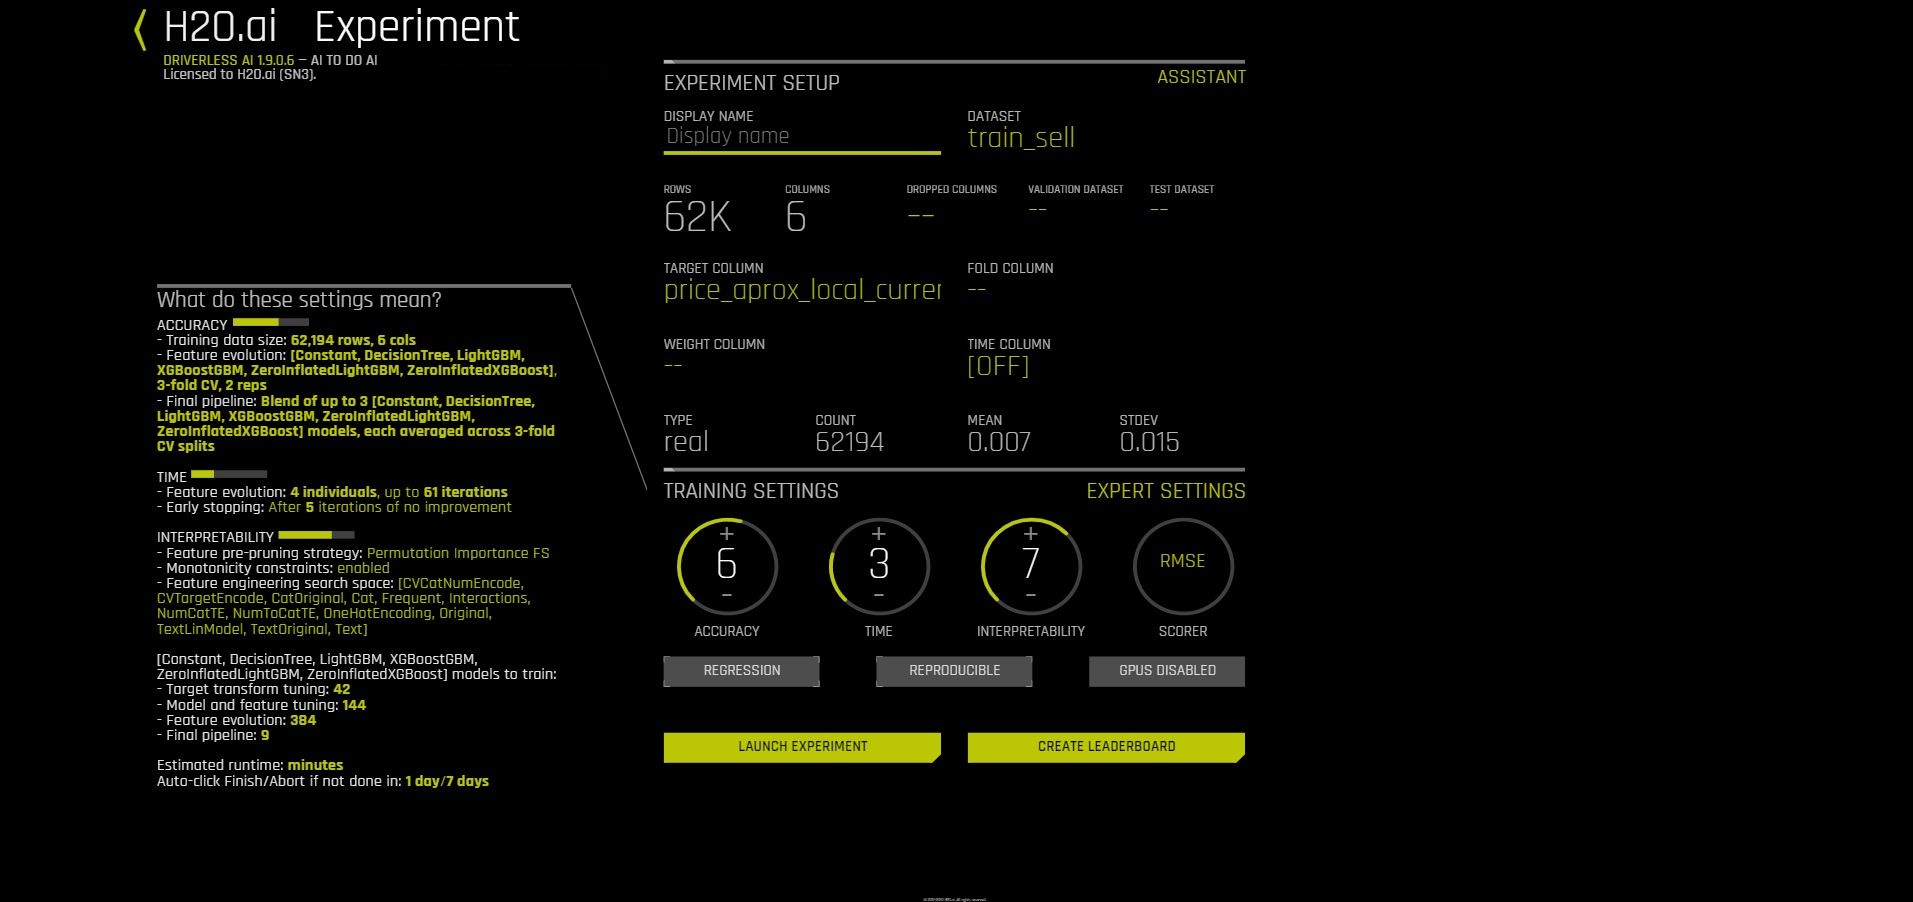 H2O.ai Experiment
DRIVERLESS AI 1.9.0.6 — AI TO DO AI
Licensed to H2O.ai (SN3).
What do these settings mean?
ACCURACY
- Training data size: 62,194 rows, 6 cols
- Feature evolution: [Constant, DecisionTree, LightGBM,
XGBoostGBM, ZeroInflatedLightGBM, ZeroInflatedXGBoost],
3-fold CV, 2 reps
- Final pipeline: Blend of up to 3 [Constant, DecisionTree,
LightGBM, XGBoostGBM, ZeroInflatedLightGBM,
ZeroInflatedXGBoost] models, each averaged across 3-fold
CV splits
TIME
- Feature evolution: 4 individuals, up to 61 iterations
- Early stopping: After 5 iterations of no improvement
INTERPRETABILITY
- Feature pre-pruning strategy: Permutation Importance FS
- Monotonicity constraints: enabled
- Feature engineering search space: [CVCatNumEncode,
CVTargetEncode, CatOriginal, Cat, Frequent, Interactions,
NumCatTE, NumToCatTE, OneHotEncoding, Original,
TextLinModel, TextOriginal, Text]
[Constant, DecisionTree, LightGBM, XGBoostGBM,
ZeroInflatedLightGBM, ZeroInflatedXGBoost] models to train:
- Target transform tuning: 42
- Model and feature tuning: 144
- Feature evolution: 384
- Final pipeline: 9
Estimated runtime: minutes
Auto-click Finish/Abort if not done in: 1 day/7 days
EXPERIMENT SETUP ASSISTANT
DISPLAY NAME DATASET
Display name train_sell
ROWS COLUMNS DROPPED COLUMNS VALIDATION DATASET TEST DATASET
62K 6 -- -- --
TARGET COLUMN FOLD COLUMN
price_aprox_local_currer --
WEIGHT COLUMN TIME COLUMN
-- [OFF]
TYPE COUNT MEAN STDEV
real 62194 0.007 0.015
TRAINING SETTINGS EXPERT SETTINGS
+ + +
6 3 7 RMSE
- - -
ACCURACY TIME INTERPRETABILITY SCORER
REGRESSION REPRODUCIBLE GPUS DISABLED
LAUNCH EXPERIMENT CREATE LEADERBOARD